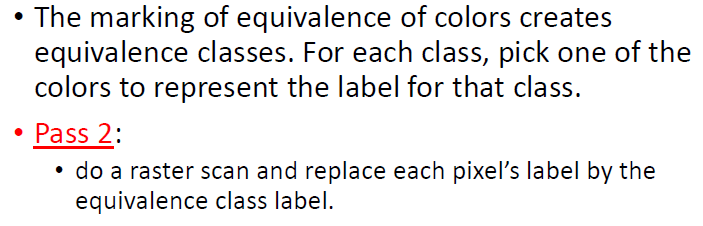 • The marking of equivalence of colors creates
equivalence classes. For each class, pick one of the
colors to represent the label for that class.
• Pass 2:
• do a raster scan and replace each pixel’s label by the
equivalence class label.